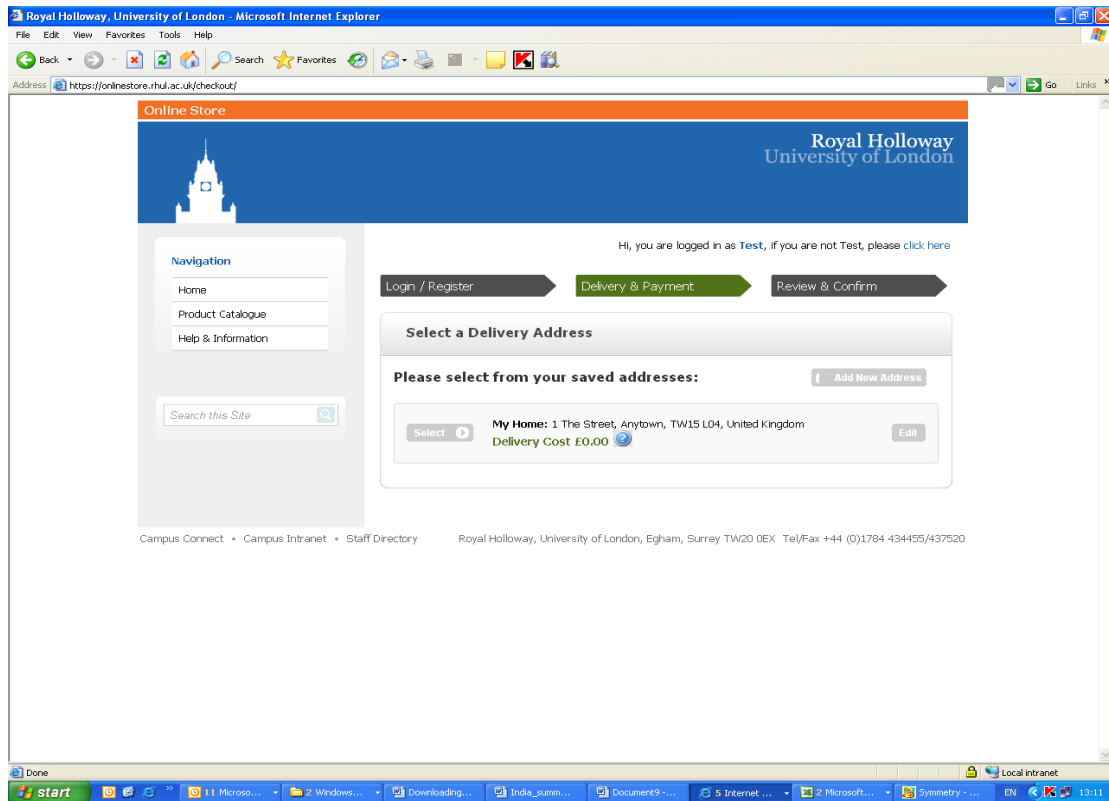 Royal Holloway, University of London - Microsoft Internet Explorer
File Edit View Favorites Tools Help
Back Search Favorites
Address https://onlinestore.rhul.ac.uk/checkout/ Go Links »
Online Store
Royal Holloway
University of London
Hi, you are logged in as Test, if you are not Test, please click here
Navigation
Home
Product Catalogue
Help & Information
Search this Site
Login / Register Delivery & Payment Review & Confirm
Select a Delivery Address
Please select from your saved addresses: Add New Address
Select My Home: 1 The Street, Anytown, TW15 L04, United Kingdom Edit
Delivery Cost £0.00 ?
Campus Connect • Campus Intranet • Staff Directory Royal Holloway, University of London, Egham, Surrey TW20 0EX Tel/Fax +44 (0)1784 434455/437520
Done Local intranet
start » 11 Microso... 2 Windows... Downloading... India_summ... Document9 -... 5 Internet ... 2 Microsoft... Symmetry - ... EN 13:11